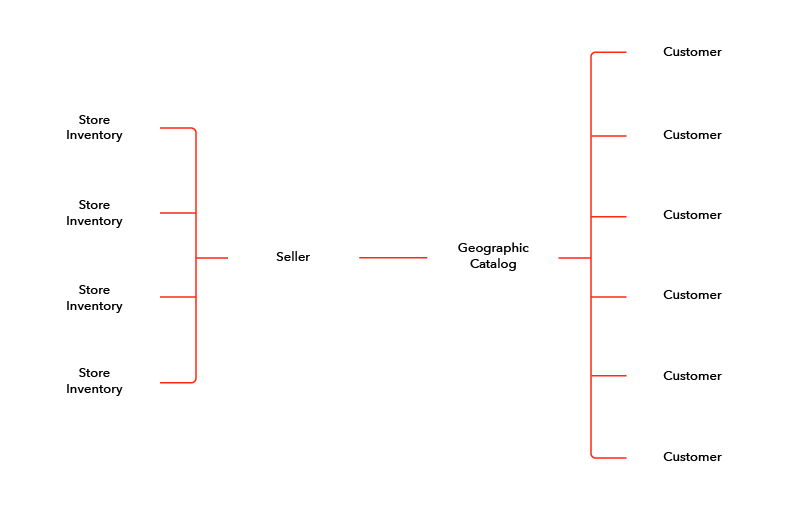 Store
Inventory
Store
Inventory
Store
Inventory
Store
Inventory
Seller
Geographic
Catalog
Customer
Customer
Customer
Customer
Customer
Customer